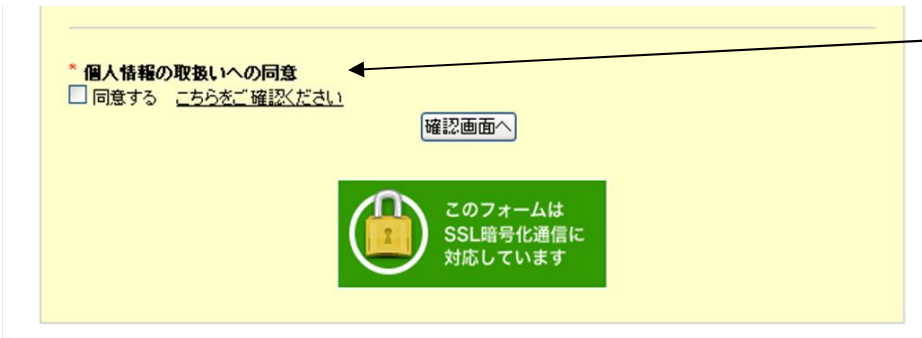 * 個人情報の取扱いへの同意
同意する こちらをご確認ください
確認画面へ
このフォームは
SSL暗号化通信に
対応しています